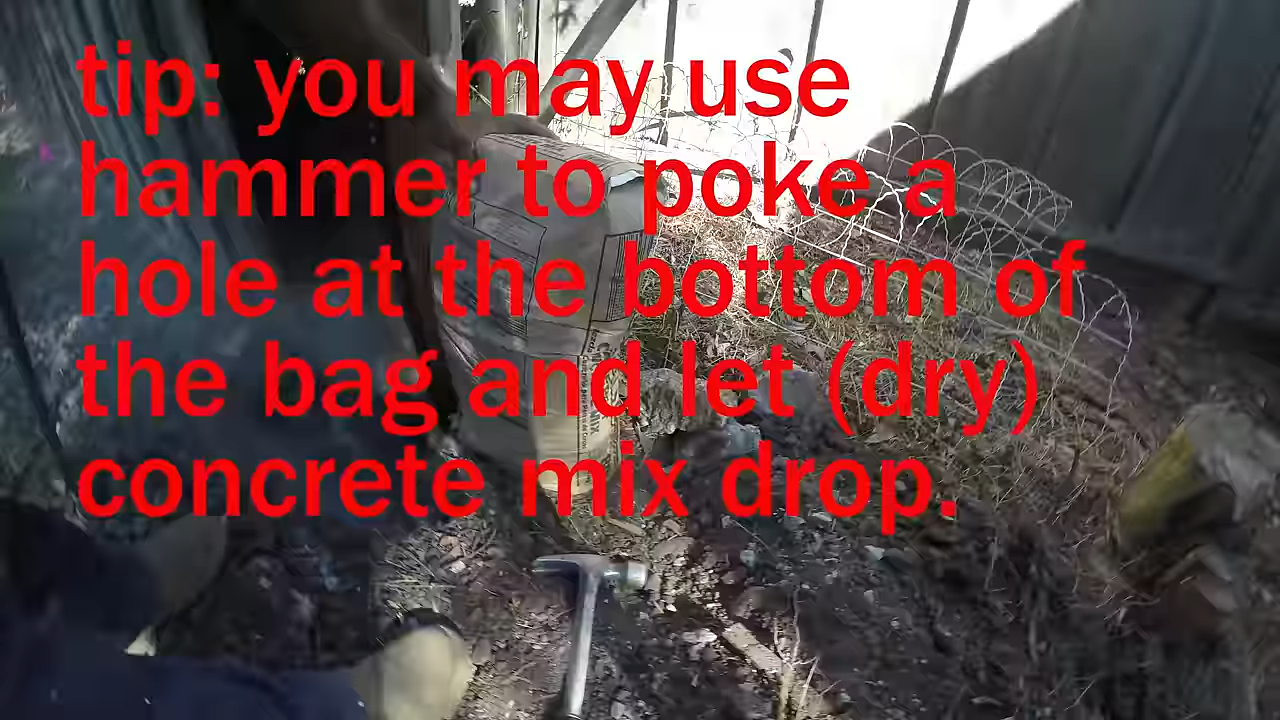 tip: you may use
hammer to poke a
hole at the bottom of
the bag and let (dry)
concrete mix drop.